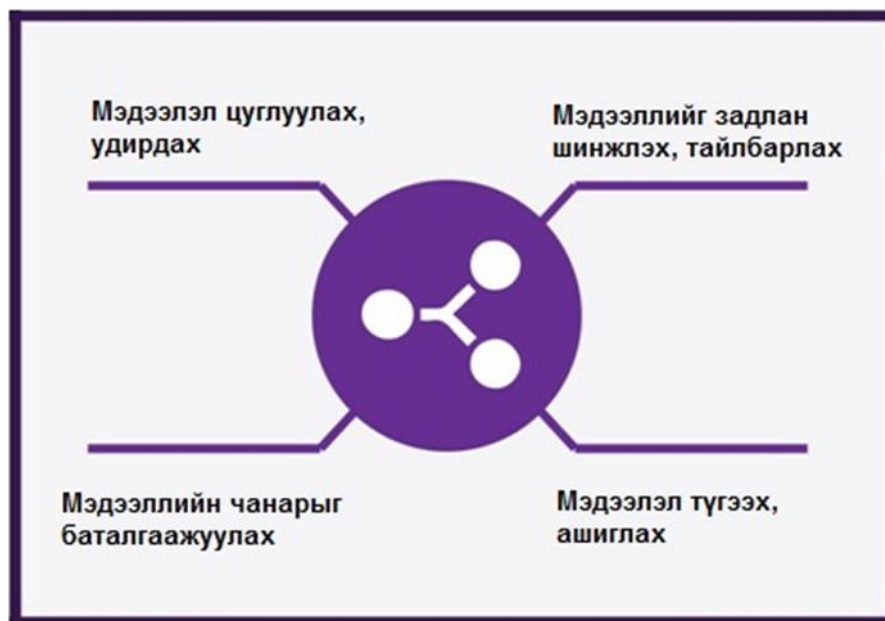 Мэдээлэл цуглуулах,
удирдах
Мэдээллийг задлан
шинжлэх, тайлбарлах
Мэдээллийн чанарыг
баталгаажуулах
Мэдээлэл түгээх,
ашиглах